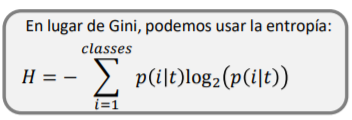 En lugar de Gini, podemos usar la entropía:
classes
H = − ∑ p(i|t)log₂(p(i|t))
i=1